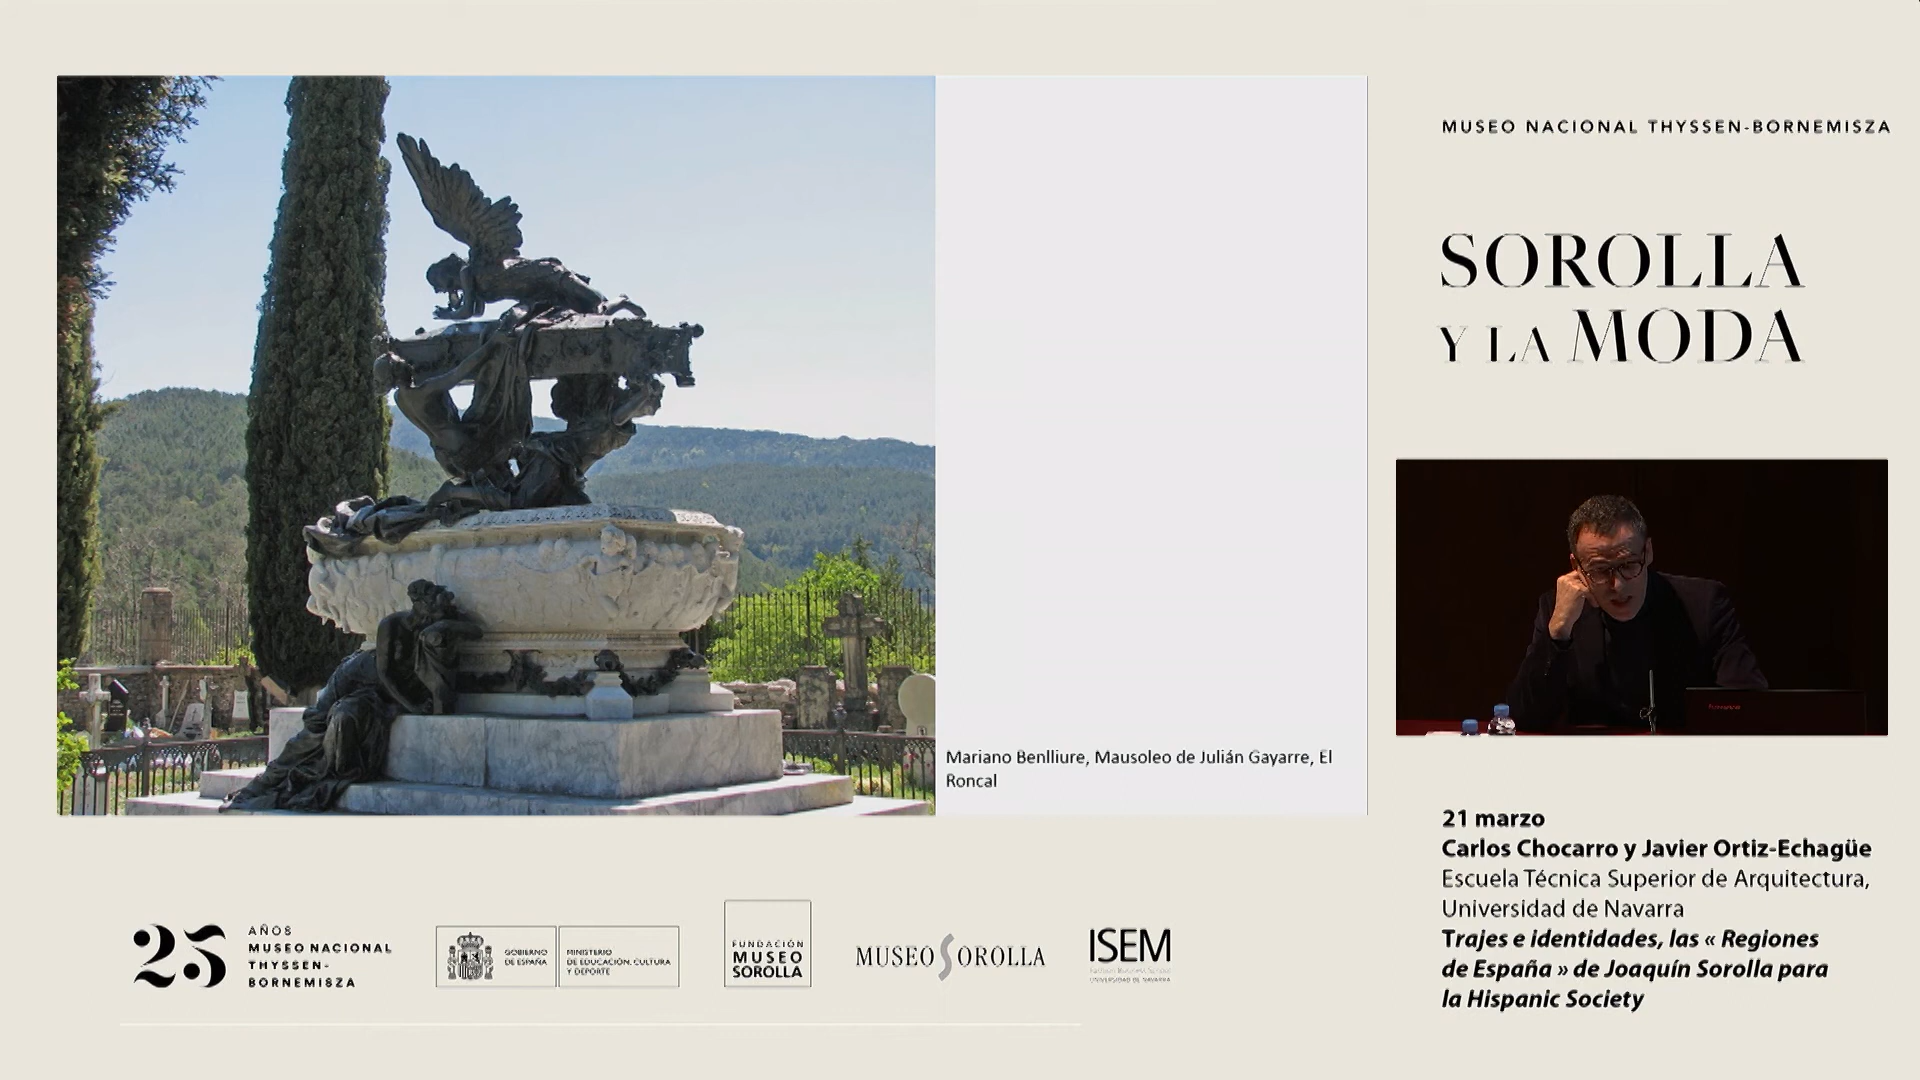 MUSEO NACIONAL THYSSEN-BORNEMISZA
SOROLLA
Y LA MODA
Mariano Benlliure, Mausoleo de Julián Gayarre, El
Roncal
21 marzo
Carlos Chocarro y Javier Ortiz-Echagüe
Escuela Técnica Superior de Arquitectura,
Universidad de Navarra
Trajes e identidades, las « Regiones
de España » de Joaquín Sorolla para
la Hispanic Society
25 AÑOS
MUSEO NACIONAL
THYSSEN-
BORNEMISZA
GOBIERNO
DE ESPAÑA
MINISTERIO
DE EDUCACIÓN, CULTURA
Y DEPORTE
FUNDACIÓN
MUSEO
SOROLLA
MUSEO SOROLLA
ISEM
UNIVERSIDAD DE NAVARRA